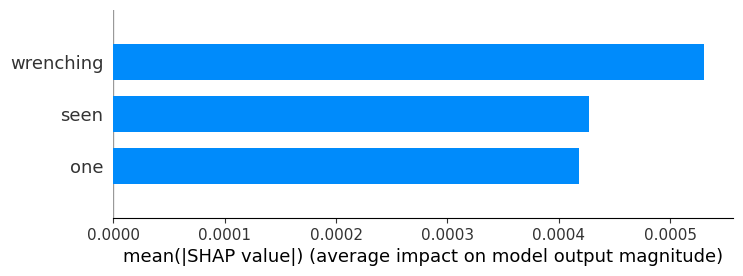 wrenching
seen
one
0.0000 0.0001 0.0002 0.0003 0.0004 0.0005
mean(|SHAP value|) (average impact on model output magnitude)